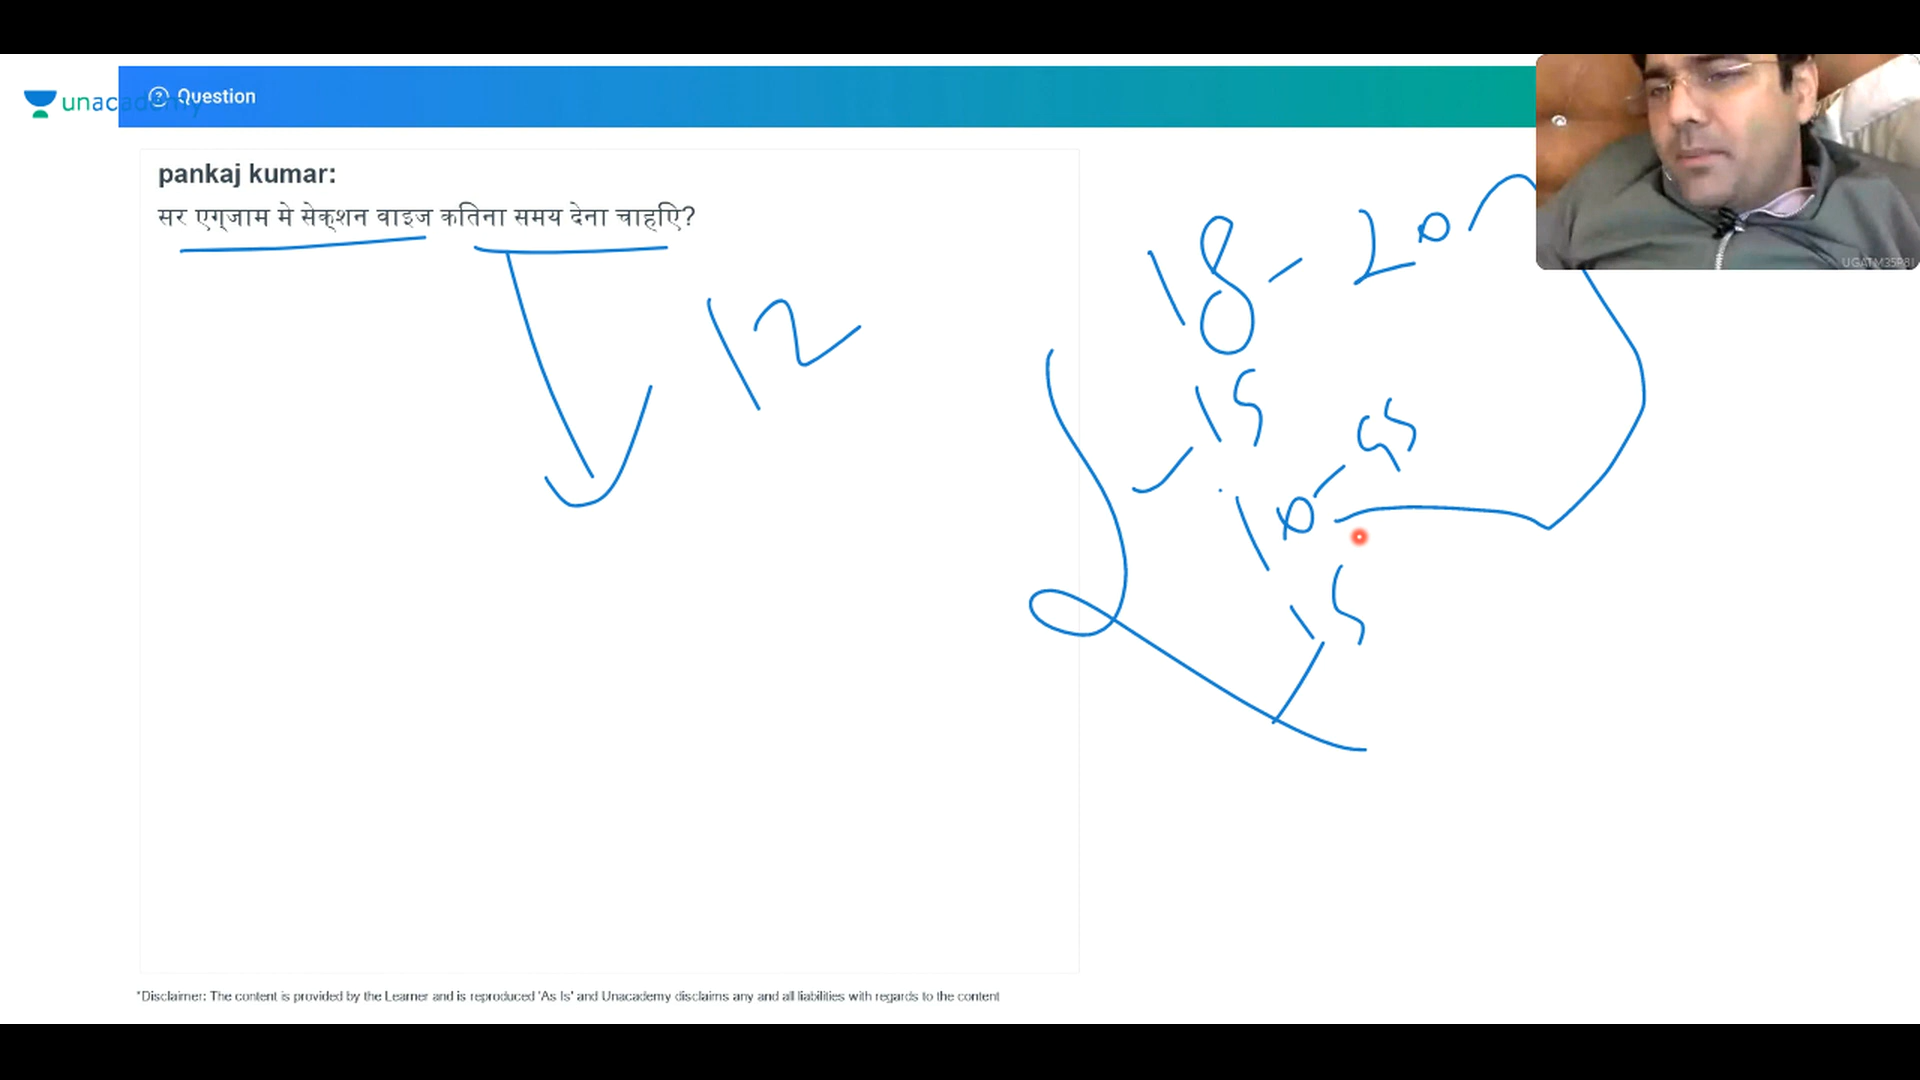 unacademy
Question
pankaj kumar:
सर एग्जाम मे सेक्शन वाइज कितना समय देना चाहिए?
12
18 - 20 m
15
10 - GS
15
*Disclaimer: The content is provided by the Learner and is reproduced 'As Is' and Unacademy disclaims any and all liabilities with regards to the content
UGATM35P8I